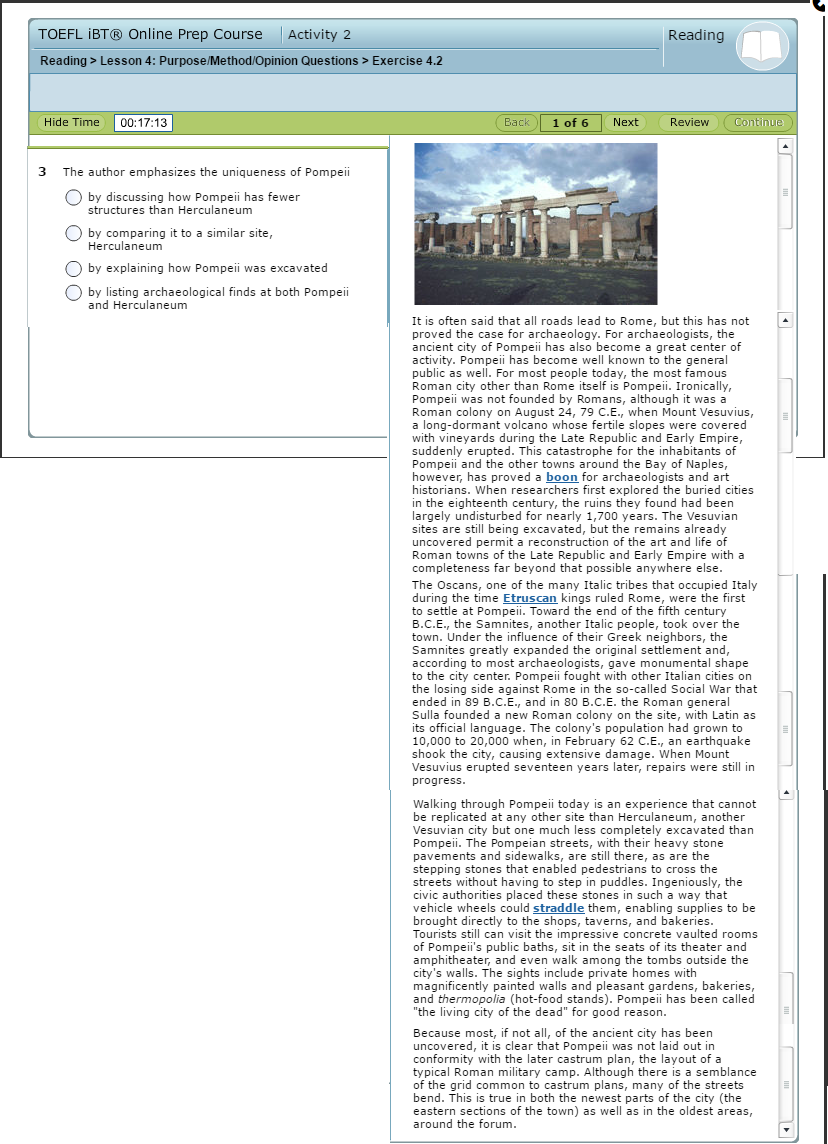 TOEFL iBT® Online Prep Course
Activity 2
Reading
Reading > Lesson 4: Purpose/Method/Opinion Questions > Exercise 4.2
Hide Time
00:17:13
Back
1 of 6
Next
Review
Continue
3 The author emphasizes the uniqueness of Pompeii
by discussing how Pompeii has fewer
structures than Herculaneum
by comparing it to a similar site,
Herculaneum
by explaining how Pompeii was excavated
by listing archaeological finds at both Pompeii
and Herculaneum
It is often said that all roads lead to Rome, but this has not
proved the case for archaeology. For archaeologists, the
ancient city of Pompeii has also become a great center of
activity. Pompeii has become well known to the general
public as well. For most people today, the most famous
Roman city other than Rome itself is Pompeii. Ironically,
Pompeii was not founded by Romans, although it was a
Roman colony on August 24, 79 C.E., when Mount Vesuvius,
a long-dormant volcano whose fertile slopes were covered
with vineyards during the Late Republic and Early Empire,
suddenly erupted. This catastrophe for the inhabitants of
Pompeii and the other towns around the Bay of Naples,
however, has proved a boon for archaeologists and art
historians. When researchers first explored the buried cities
in the eighteenth century, the ruins they found had been
largely undisturbed for nearly 1,700 years. The Vesuvian
sites are still being excavated, but the remains already
uncovered permit a reconstruction of the art and life of
Roman towns of the Late Republic and Early Empire with a
completeness far beyond that possible anywhere else.
The Oscans, one of the many Italic tribes that occupied Italy
during the time Etruscan kings ruled Rome, were the first
to settle at Pompeii. Toward the end of the fifth century
B.C.E., the Samnites, another Italic people, took over the
town. Under the influence of their Greek neighbors, the
Samnites greatly expanded the original settlement and,
according to most archaeologists, gave monumental shape
to the city center. Pompeii fought with other Italian cities on
the losing side against Rome in the so-called Social War that
ended in 89 B.C.E., and in 80 B.C.E. the Roman general
Sulla founded a new Roman colony on the site, with Latin as
its official language. The colony's population had grown to
10,000 to 20,000 when, in February 62 C.E., an earthquake
shook the city, causing extensive damage. When Mount
Vesuvius erupted seventeen years later, repairs were still in
progress.
Walking through Pompeii today is an experience that cannot
be replicated at any other site than Herculaneum, another
Vesuvian city but one much less completely excavated than
Pompeii. The Pompeian streets, with their heavy stone
pavements and sidewalks, are still there, as are the
stepping stones that enabled pedestrians to cross the
streets without having to step in puddles. Ingeniously, the
civic authorities placed these stones in such a way that
vehicle wheels could straddle them, enabling supplies to be
brought directly to the shops, taverns, and bakeries.
Tourists still can visit the impressive concrete vaulted rooms
of Pompeii's public baths, sit in the seats of its theater and
amphitheater, and even walk among the tombs outside the
city's walls. The sights include private homes with
magnificently painted walls and pleasant gardens, bakeries,
and thermopolia (hot-food stands). Pompeii has been called
"the living city of the dead" for good reason.
Because most, if not all, of the ancient city has been
uncovered, it is clear that Pompeii was not laid out in
conformity with the later castrum plan, the layout of a
typical Roman military camp. Although there is a semblance
of the grid common to castrum plans, many of the streets
bend. This is true in both the newest parts of the city (the
eastern sections of the town) as well as in the oldest areas,
around the forum.